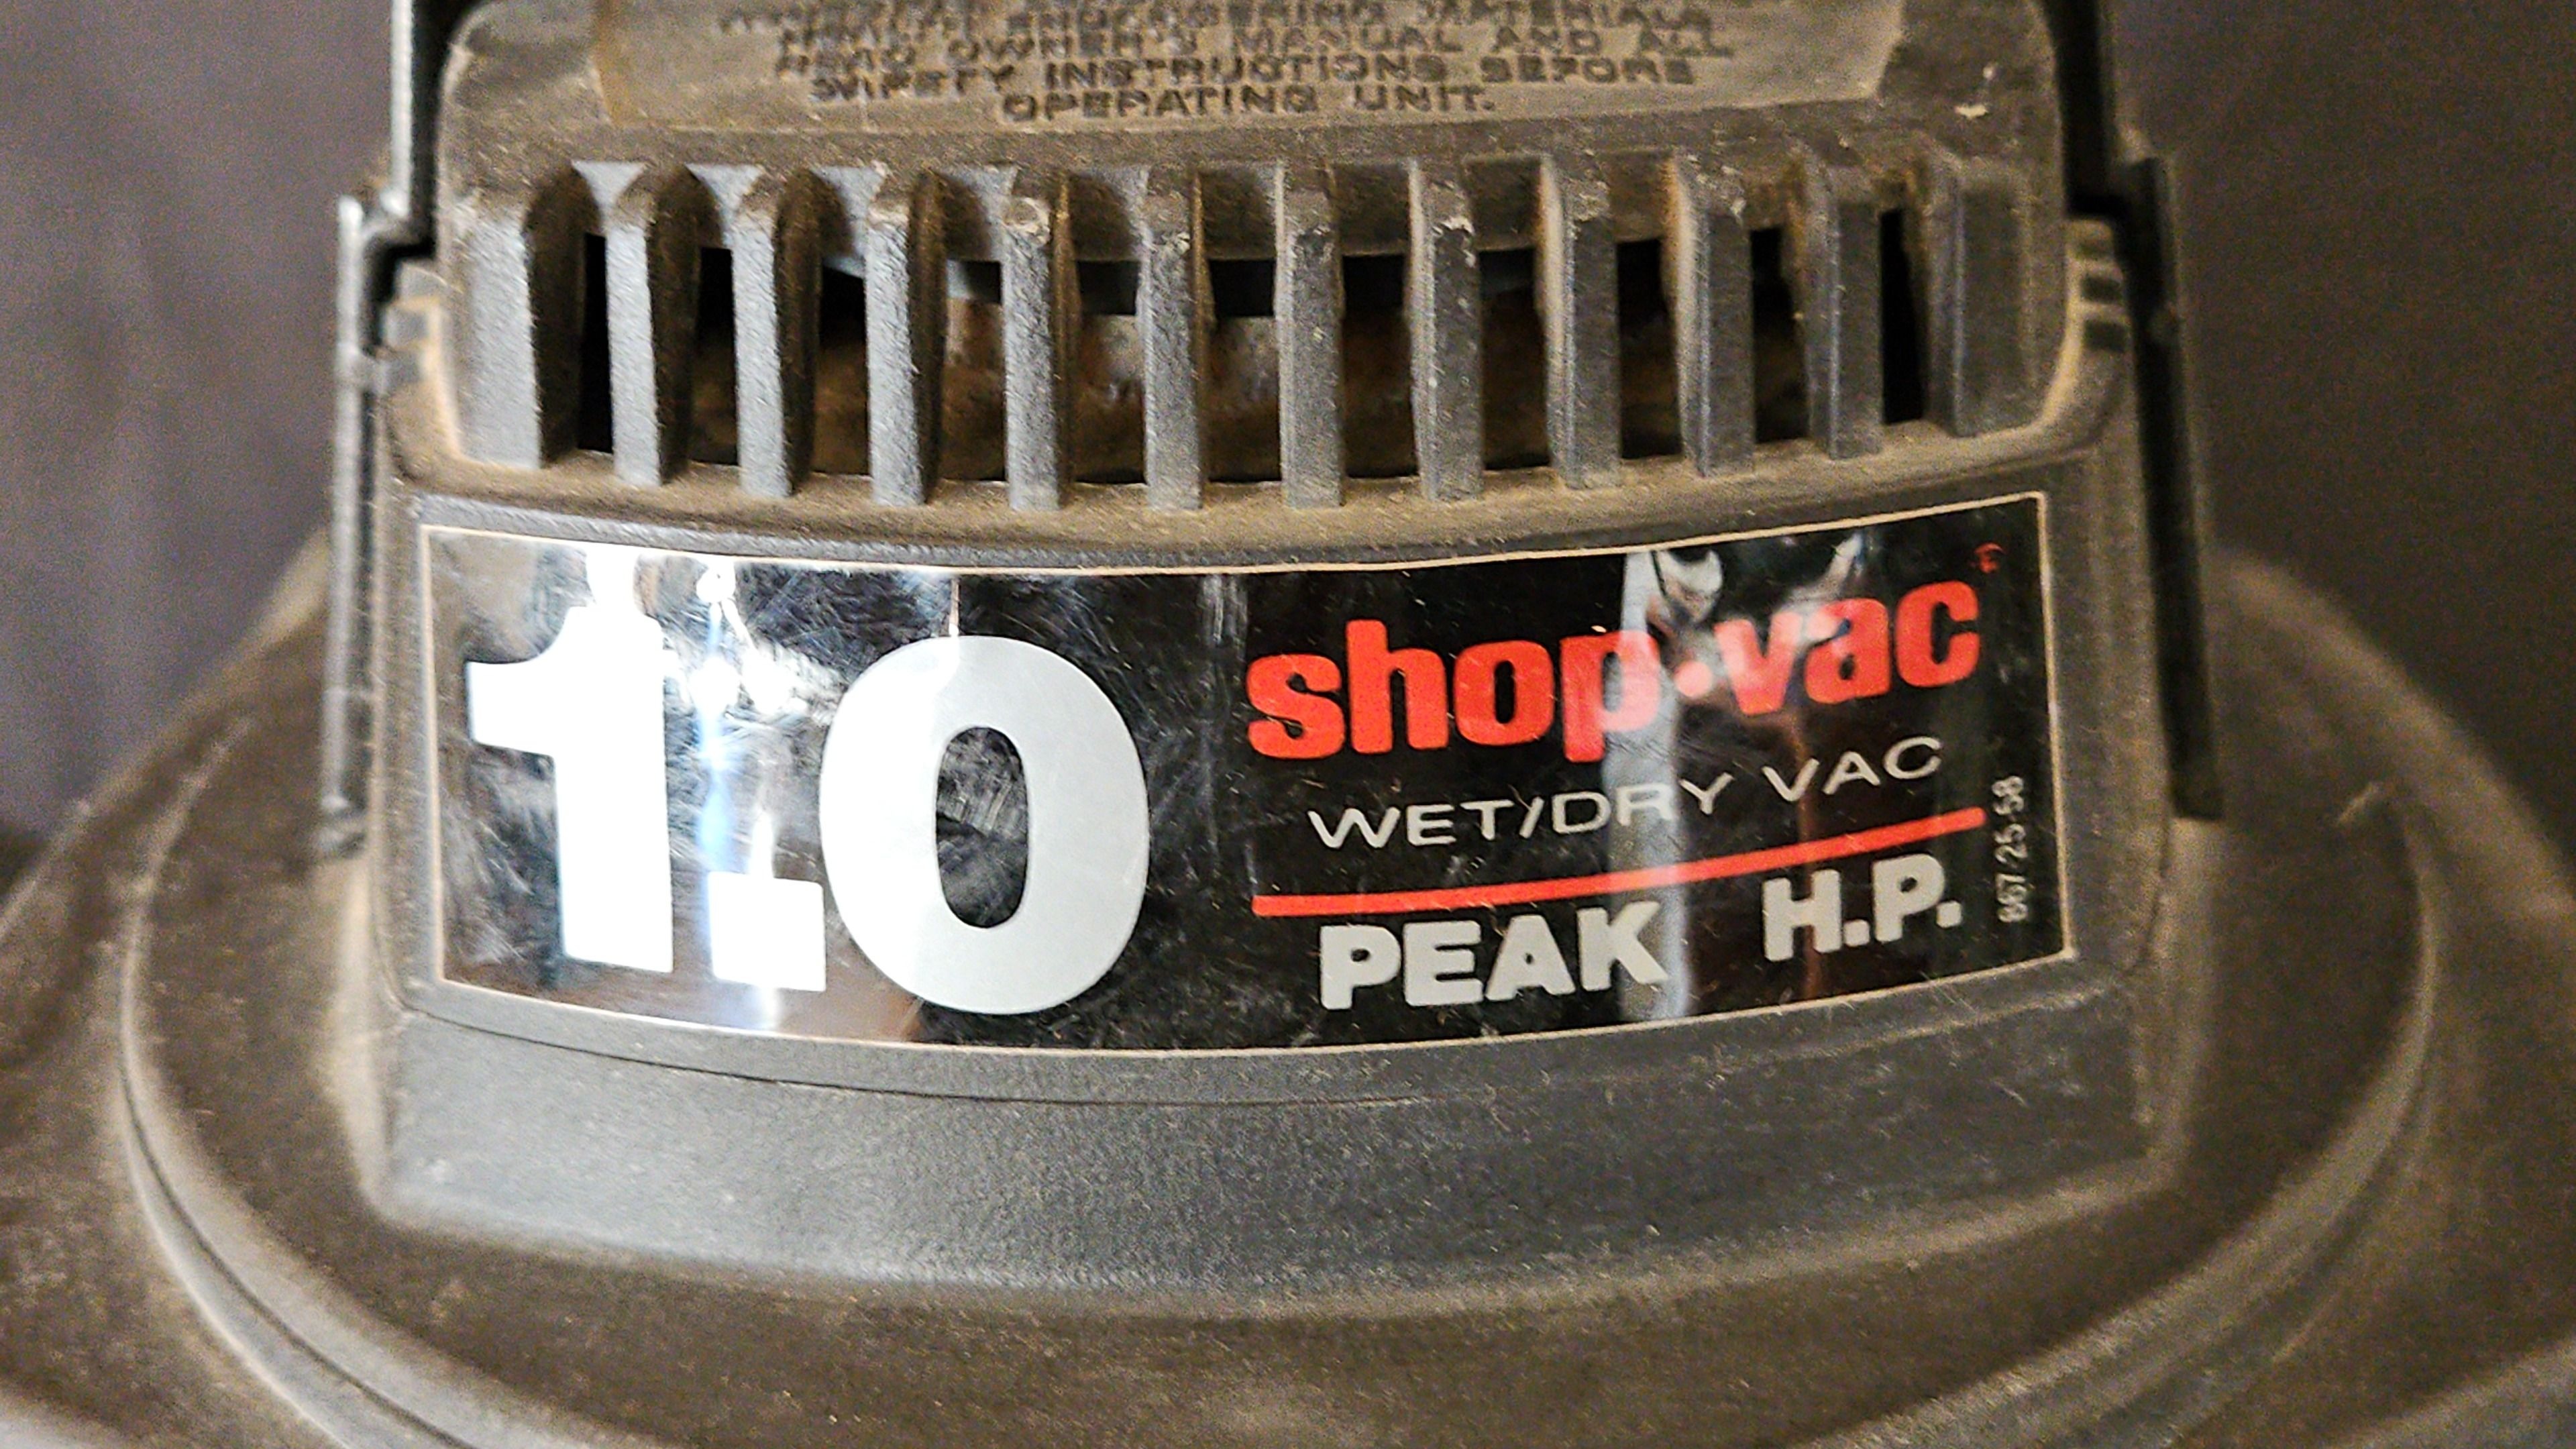 MATERIALS
READ OWNER'S MANUAL AND ALL
SAFETY INSTRUCTIONS BEFORE
OPERATING UNIT.
1.0
shop·vac®
WET/DRY VAC
PEAK H.P.
867 25-58